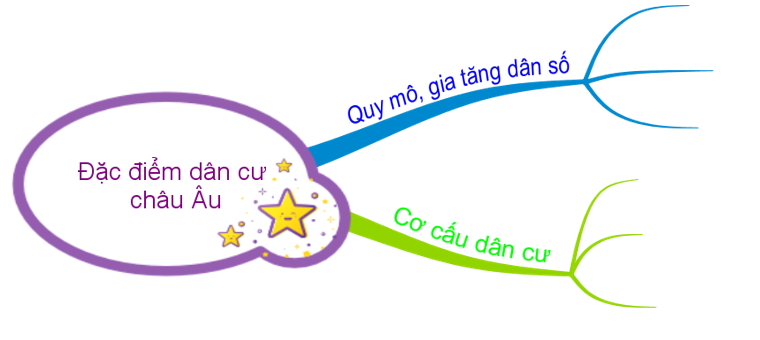 Quy mô, gia tăng dân số
Đặc điểm dân cư
châu Âu
Cơ cấu dân cư